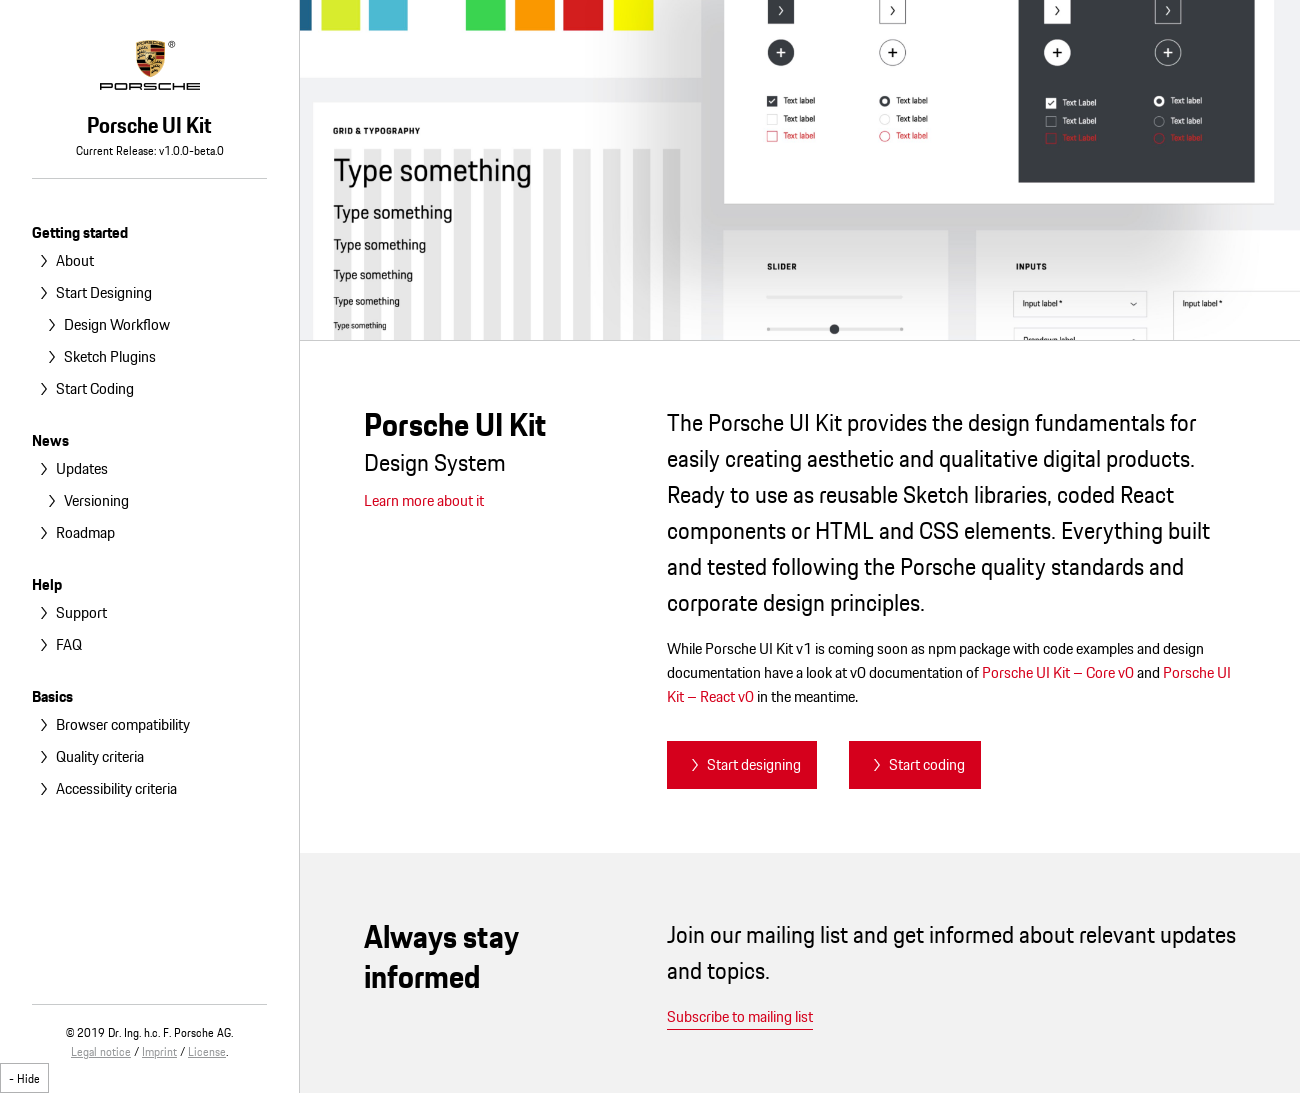 PORSCHE
®
PORSCHE
Porsche UI Kit
Current Release: v1.0.0-beta.0
Getting started
About
Start Designing
Design Workflow
Sketch Plugins
Start Coding
News
Updates
Versioning
Roadmap
Help
Support
FAQ
Basics
Browser compatibility
Quality criteria
Accessibility criteria
© 2019 Dr. Ing. h.c. F. Porsche AG.
Legal notice / Imprint / License.
- Hide
GRID & TYPOGRAPHY
Type something
Type something
Type something
Type something
Type something
Type something
Text label
Text label
Text label
Text label
Text label
Text label
Text Label
Text Label
Text Label
Text label
Text label
Text label
SLIDER
INPUTS
Input label *
Input label *
Dropdown label
Porsche UI Kit
Design System
Learn more about it
The Porsche UI Kit provides the design fundamentals for
easily creating aesthetic and qualitative digital products.
Ready to use as reusable Sketch libraries, coded React
components or HTML and CSS elements. Everything built
and tested following the Porsche quality standards and
corporate design principles.
While Porsche UI Kit v1 is coming soon as npm package with code examples and design
documentation have a look at v0 documentation of Porsche UI Kit – Core v0 and Porsche UI
Kit – React v0 in the meantime.
Start designing
Start coding
Always stay
informed
Join our mailing list and get informed about relevant updates
and topics.
Subscribe to mailing list